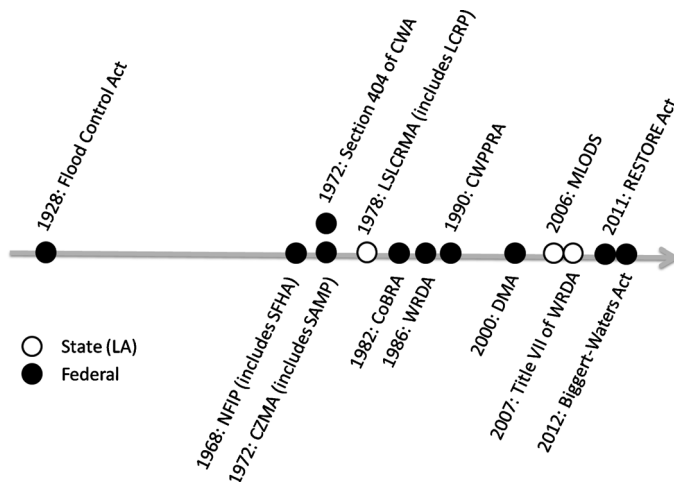 1928: Flood Control Act
1972: Section 404 of CWA
1978: LSLCRMA (includes LCRP)
1990: CWPPRA
2006: MLODS
2011: RESTORE Act
1968: NFIP (includes SFHA)
1972: CZMA (includes SAMP)
1982: CoBRA
1986: WRDA
2000: DMA
2007: Title VII of WRDA
2012: Biggert-Waters Act
State (LA)
Federal